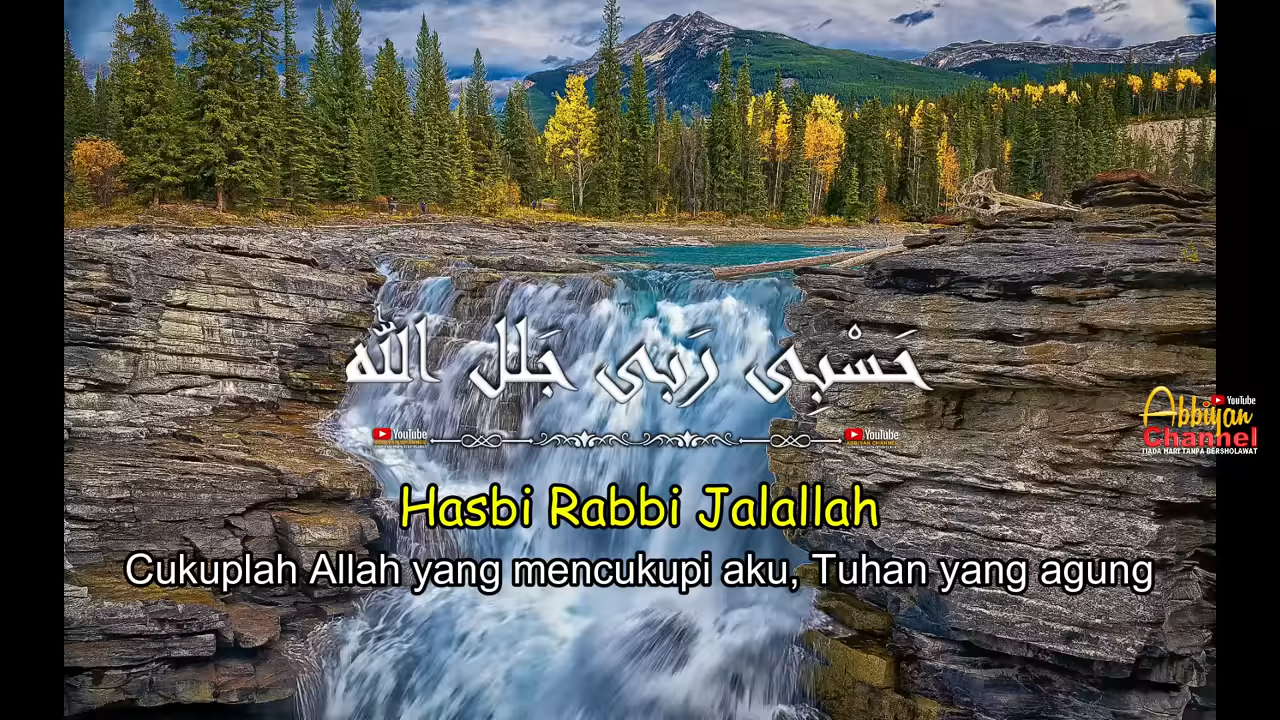 حَسْبِى رَبِى جَلل الله
YouTube
YouTube
Hasbi Rabbi Jalallah
Cukuplah Allah yang mencukupi aku, Tuhan yang agung
YouTube
Abbiyan
Channel
TIADA HARI TANPA BERSHOLAWAT